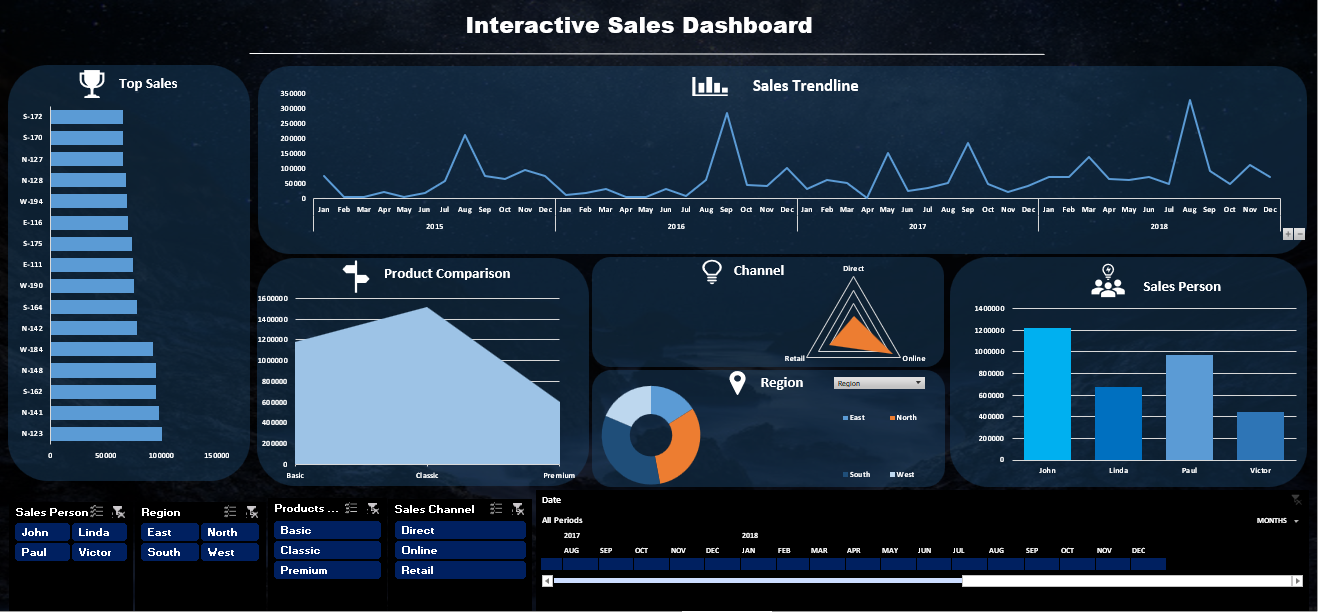 Interactive Sales Dashboard
Top Sales
S-172
S-170
N-127
N-128
W-194
E-116
S-175
E-111
W-190
S-164
N-142
W-184
N-148
S-162
N-141
N-123
0 50000 100000 150000
Sales Trendline
350000
300000
250000
200000
150000
100000
50000
0
Jan Feb Mar Apr May Jun Jul Aug Sep Oct Nov Dec Jan Feb Mar Apr May Jun Jul Aug Sep Oct Nov Dec Jan Feb Mar Apr May Jun Jul Aug Sep Oct Nov Dec Jan Feb Mar Apr May Jun Jul Aug Sep Oct Nov Dec
2015 2016 2017 2018
Product Comparison
1600000
1400000
1200000
1000000
800000
600000
400000
200000
0
Basic Classic Premium
Channel
Direct
Retail Online
Region
Region
East North
South West
Sales Person
1400000
1200000
1000000
800000
600000
400000
200000
0
John Linda Paul Victor
Sales Person
John Linda
Paul Victor
Region
East North
South West
Products ...
Basic
Classic
Premium
Sales Channel
Direct
Online
Retail
Date
All Periods MONTHS
2017 2018
AUG SEP OCT NOV DEC JAN FEB MAR APR MAY JUN JUL AUG SEP OCT NOV DEC